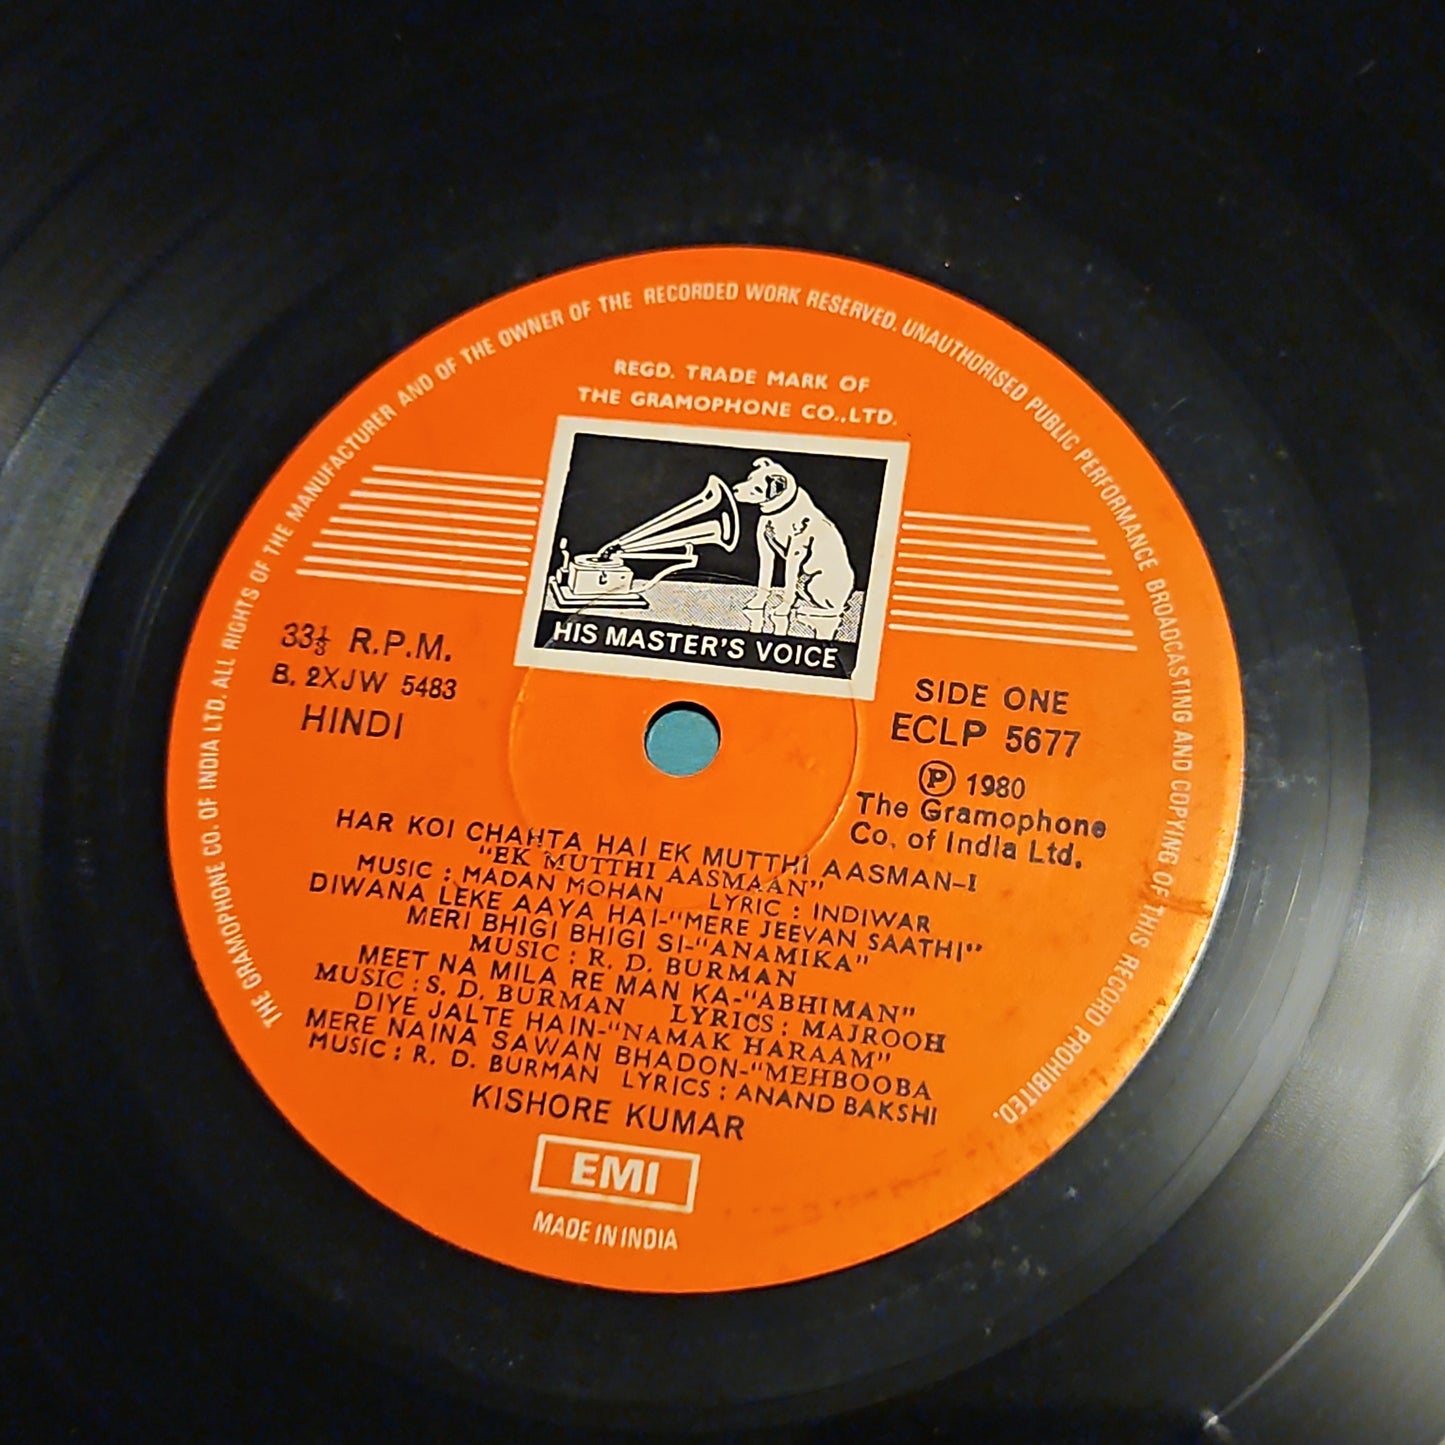 THE GRAMOPHONE CO. OF INDIA LTD. ALL RIGHTS OF THE MANUFACTURER AND OF THE OWNER OF THE RECORDED WORK RESERVED. UNAUTHORISED PUBLIC PERFORMANCE BROADCASTING AND COPYING OF THIS RECORD PROHIBITED.
REGD. TRADE MARK OF
THE GRAMOPHONE CO.,LTD.
HIS MASTER'S VOICE
33⅓ R.P.M.
B. 2XJW 5483
HINDI
SIDE ONE
ECLP 5677
Ⓟ 1980
The Gramophone
Co. of India Ltd.
HAR KOI CHAHTA HAI EK MUTTHI AASMAN-I
"EK MUTTHI AASMAAN"
MUSIC : MADAN MOHAN LYRIC : INDIWAR
DIWANA LEKE AAYA HAI-"MERE JEEVAN SAATHI"
MERI BHIGI BHIGI SI-"ANAMIKA"
MUSIC : R. D. BURMAN
MEET NA MILA RE MAN KA-"ABHIMAN"
MUSIC : S. D. BURMAN LYRICS : MAJROOH
DIYE JALTE HAIN-"NAMAK HARAAM"
MERE NAINA SAWAN BHADON-"MEHBOOBA
MUSIC : R. D. BURMAN LYRICS : ANAND BAKSHI
KISHORE KUMAR
EMI
MADE IN INDIA